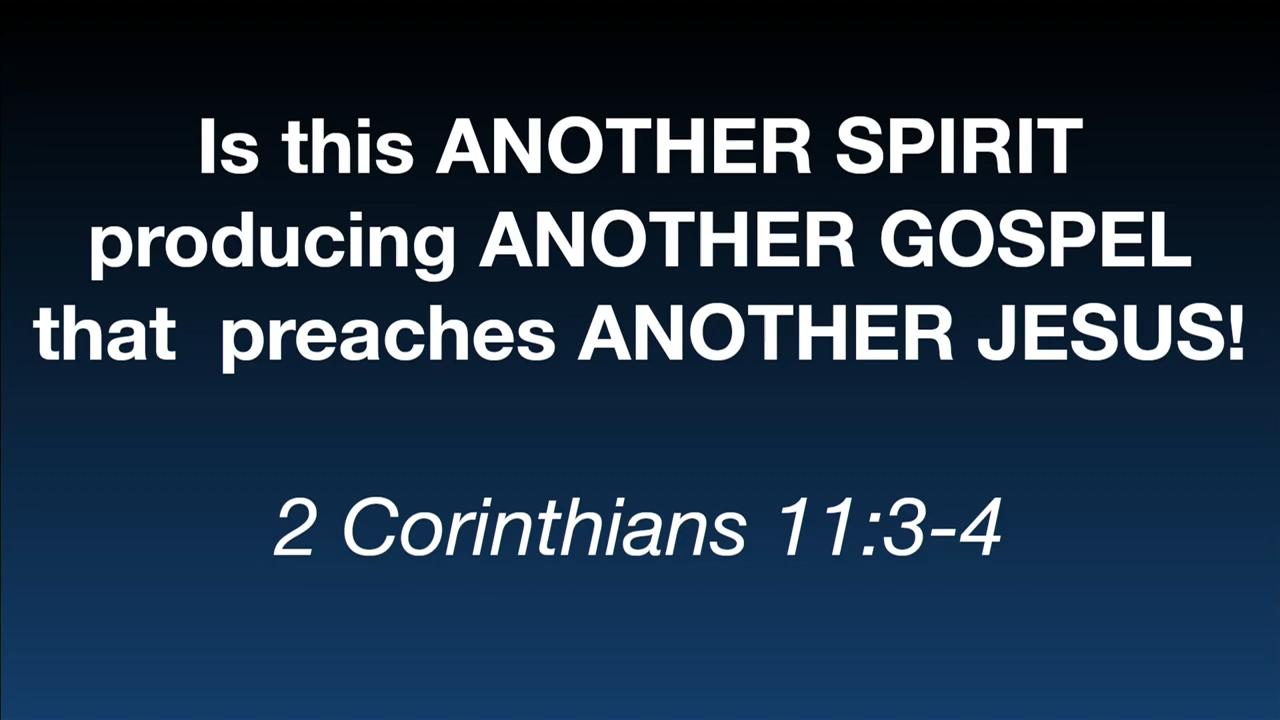 Is this ANOTHER SPIRIT
producing ANOTHER GOSPEL
that  preaches ANOTHER JESUS!
2 Corinthians 11:3-4